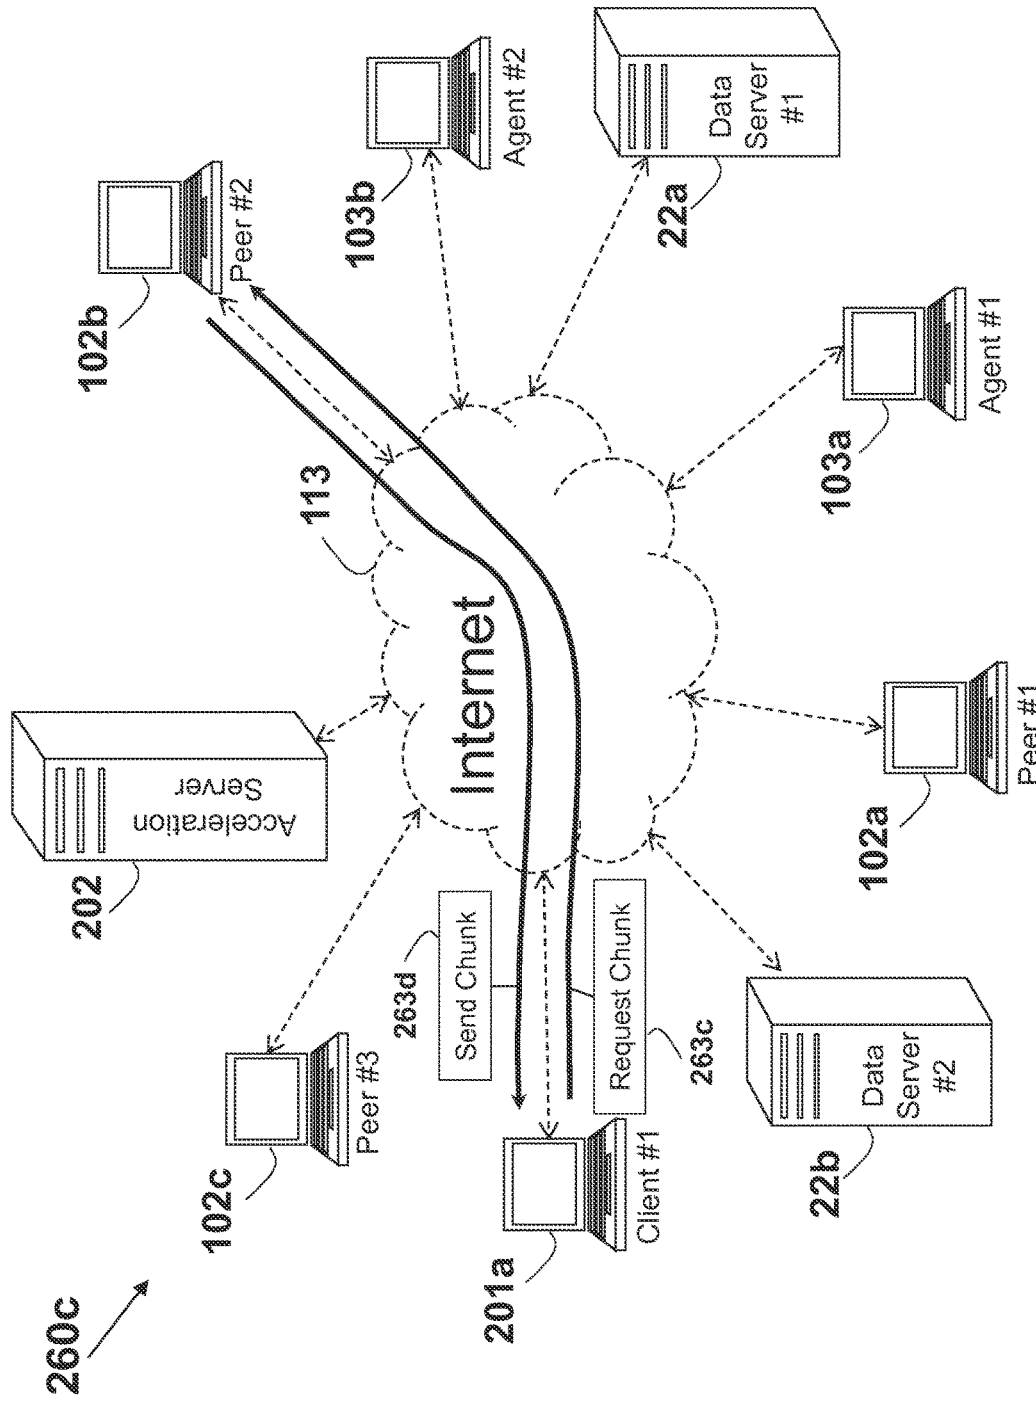 260c
102c
Peer #3
202
Acceleration
Server
113
102b
Peer #2
103b
Agent #2
22a
Data
Server
#1
Internet
263d
Send Chunk
201a
Client #1
Request Chunk
263c
22b
Data
Server
#2
102a
Peer #1
103a
Agent #1